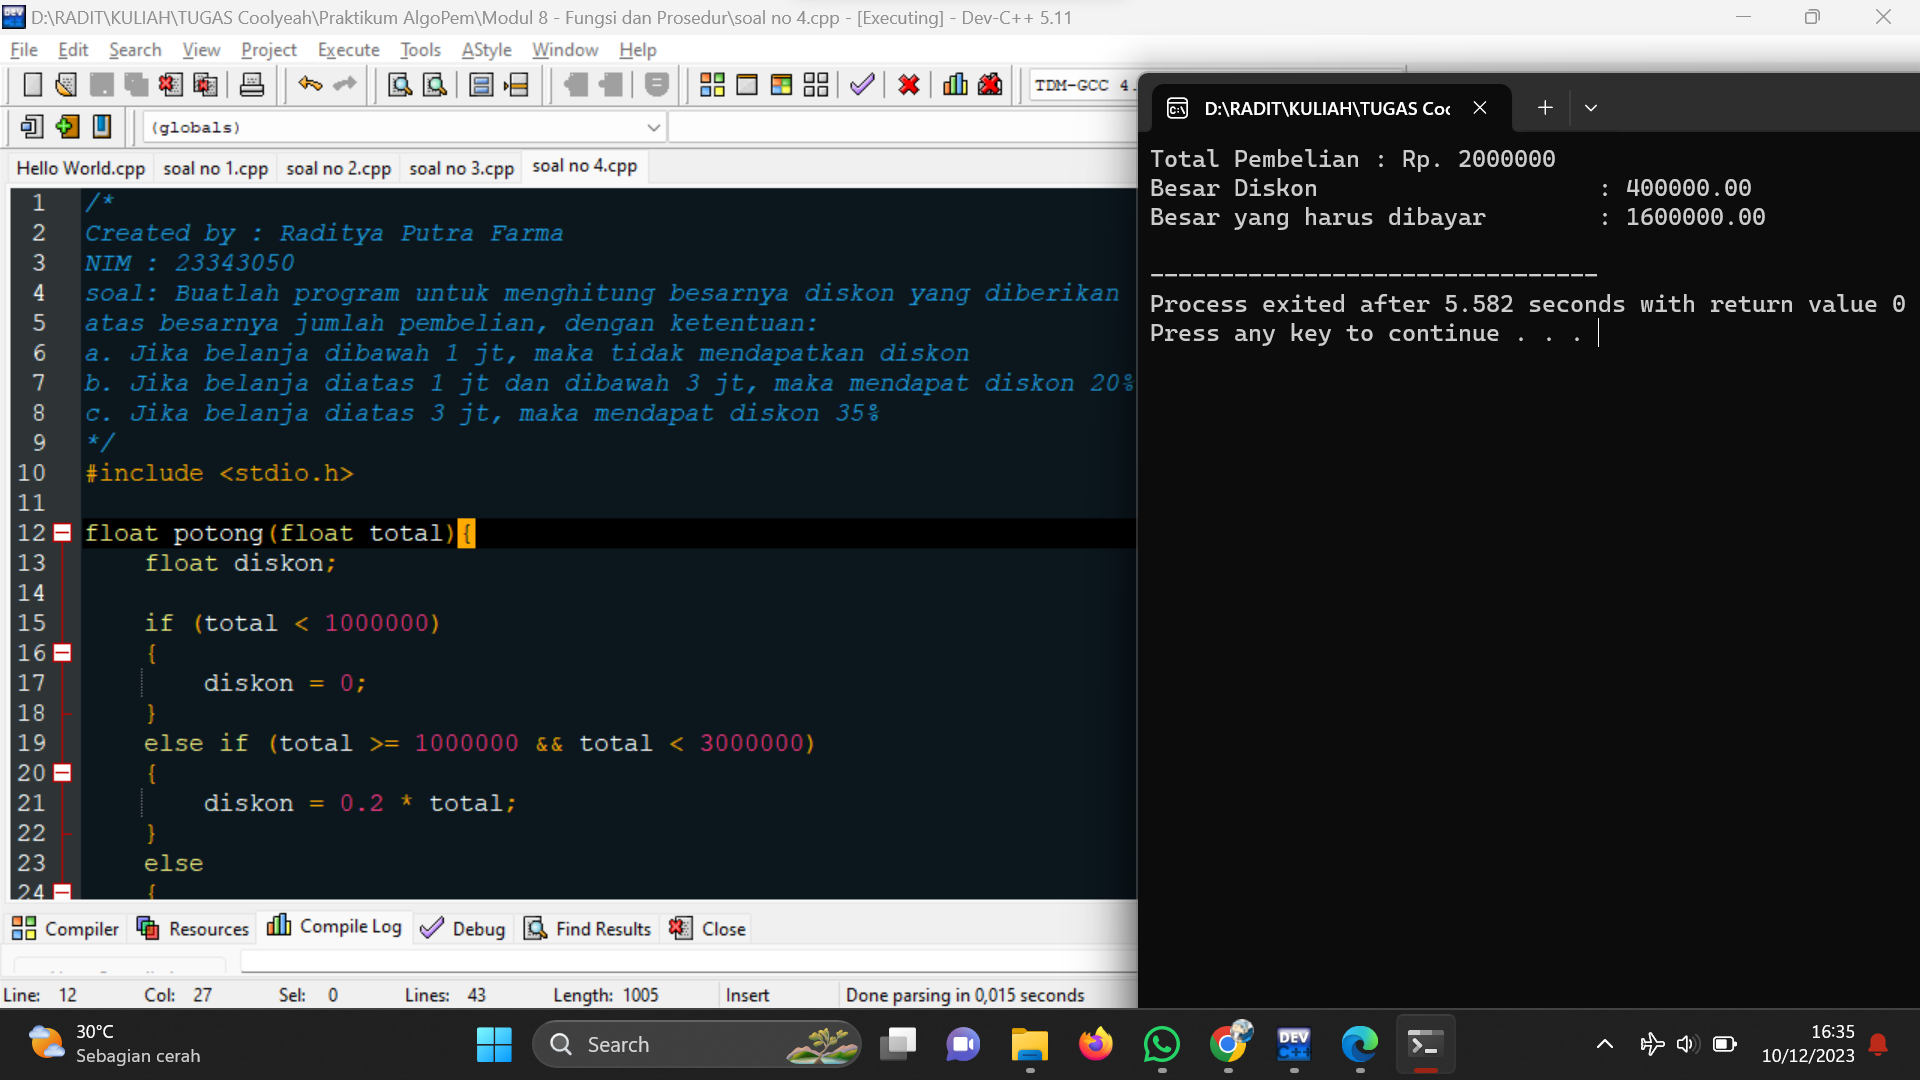 D:\RADIT\KULIAH\TUGAS Coolyeah\Praktikum AlgoPem\Modul 8 - Fungsi dan Prosedur\soal no 4.cpp - [Executing] - Dev-C++ 5.11
File Edit Search View Project Execute Tools AStyle Window Help
TDM-GCC 4.
(globals)
Hello World.cpp soal no 1.cpp soal no 2.cpp soal no 3.cpp soal no 4.cpp
1 /*
2 Created by : Raditya Putra Farma
3 NIM : 23343050
4 soal: Buatlah program untuk menghitung besarnya diskon yang diberikan
5 atas besarnya jumlah pembelian, dengan ketentuan:
6 a. Jika belanja dibawah 1 jt, maka tidak mendapatkan diskon
7 b. Jika belanja diatas 1 jt dan dibawah 3 jt, maka mendapat diskon 20%
8 c. Jika belanja diatas 3 jt, maka mendapat diskon 35%
9 */
10 #include <stdio.h>
11
12 float potong(float total){
13 float diskon;
14
15 if (total < 1000000)
16 {
17 diskon = 0;
18 }
19 else if (total >= 1000000 && total < 3000000)
20 {
21 diskon = 0.2 * total;
22 }
23 else
24 {
D:\RADIT\KULIAH\TUGAS Coo
Total Pembelian : Rp. 2000000
Besar Diskon : 400000.00
Besar yang harus dibayar : 1600000.00
--------------------------------
Process exited after 5.582 seconds with return value 0
Press any key to continue . . .
Compiler Resources Compile Log Debug Find Results Close
Line: 12 Col: 27 Sel: 0 Lines: 43 Length: 1005 Insert Done parsing in 0,015 seconds
30°C
Sebagian cerah
Search
DEV
C++
16:35
10/12/2023